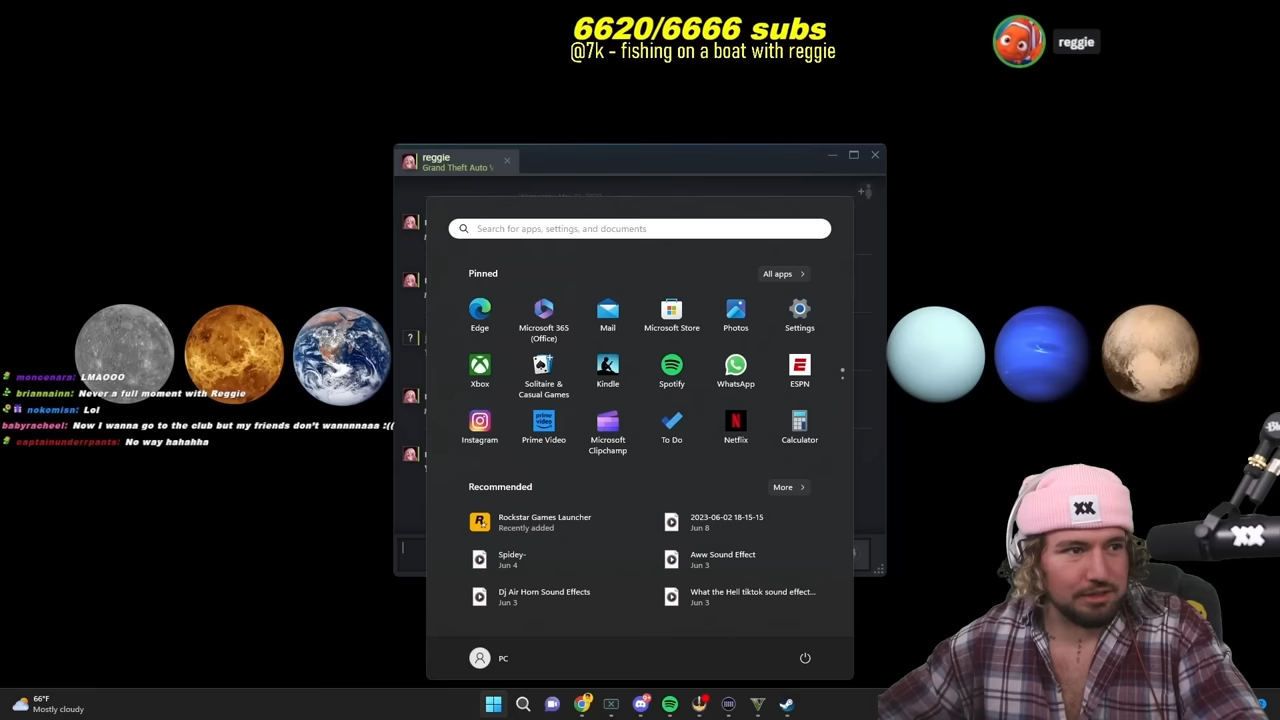 6620/6666 subs
@7k - fishing on a boat with reggie
reggie
reggie
Grand Theft Auto V
Search for apps, settings, and documents
Pinned
All apps
Edge
Microsoft 365 (Office)
Mail
Microsoft Store
Photos
Settings
Xbox
Solitaire & Casual Games
Kindle
Spotify
WhatsApp
ESPN
Instagram
Prime Video
Microsoft Clipchamp
To Do
Netflix
Calculator
moncenara: LMAOOO
briannainn: Never a full moment with Reggie
nokomisn: Lol
babyracheel: Now I wanna go to the club but my friends don't wannnnaaa :((
captainunderrpants: No way hahahha
Recommended
More
Rockstar Games Launcher
Recently added
2023-06-02 18-15-15
Jun 8
Spidey-
Jun 4
Aww Sound Effect
Jun 3
Dj Air Horn Sound Effects
Jun 3
What the Hell tiktok sound effect...
Jun 3
PC
66°F
Mostly cloudy